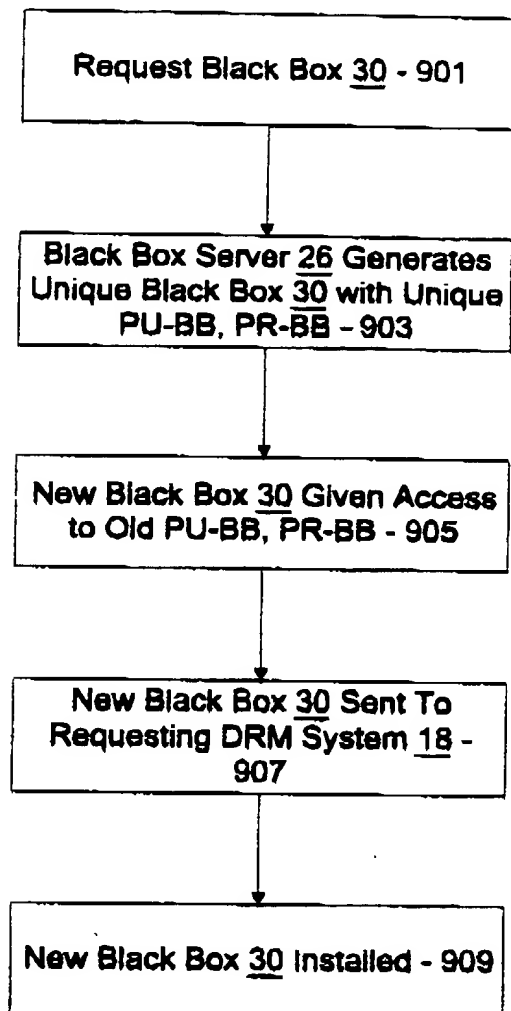 Request Black Box 30 - 901
Black Box Server 26 Generates
Unique Black Box 30 with Unique
PU-BB, PR-BB - 903
New Black Box 30 Given Access
to Old PU-BB, PR-BB - 905
New Black Box 30 Sent To
Requesting DRM System 18 -
907
New Black Box 30 Installed - 909